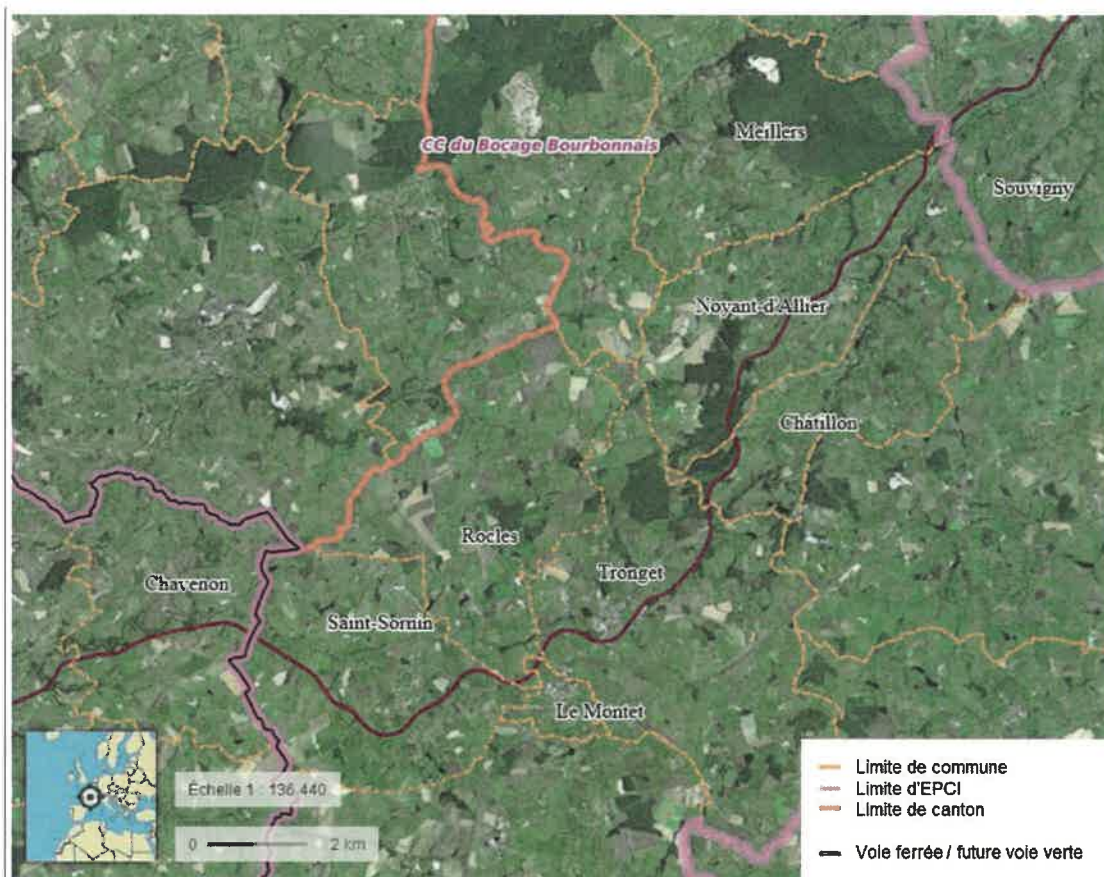 CC du Bocage Bourbonnais
Meillers
Souvigny
Noyant-d'Allier
Châtillon
Rocles
Tronget
Chavenon
Saint-Sornin
Le Montet
Échelle 1 : 136 440
0 2 km
Limite de commune
Limite d'EPCI
Limite de canton
Voie ferrée / future voie verte